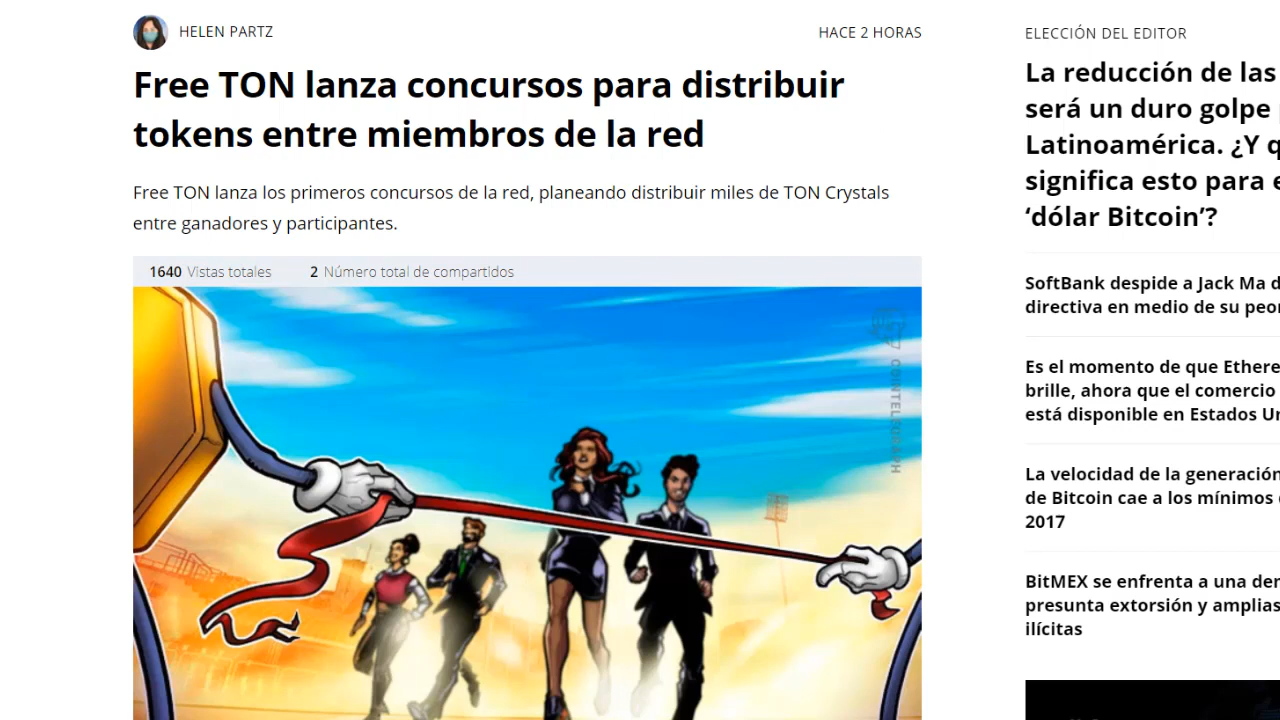 HELEN PARTZ
HACE 2 HORAS
Free TON lanza concursos para distribuir
tokens entre miembros de la red
Free TON lanza los primeros concursos de la red, planeando distribuir miles de TON Crystals
entre ganadores y participantes.
1640 Vistas totales 2 Número total de compartidos
COINTELEGRAPH
ELECCIÓN DEL EDITOR
La reducción de las
será un duro golpe
Latinoamérica. ¿Y
significa esto para
‘dólar Bitcoin’?
SoftBank despide a Jack Ma
directiva en medio de su
Es el momento de que
brille, ahora que el comercio
está disponible en Estados
La velocidad de la generación
de Bitcoin cae a los mínimos
2017
BitMEX se enfrenta a una
presunta extorsión y
ilícitas